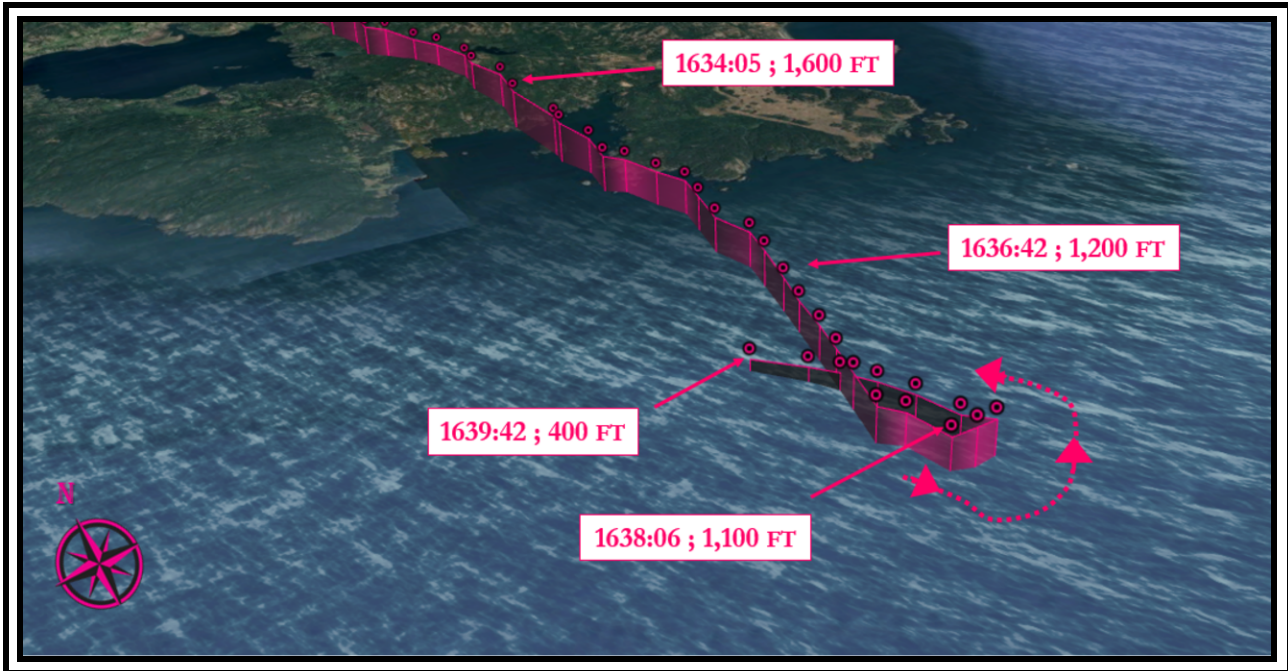 1634:05 ; 1,600 FT
1636:42 ; 1,200 FT
1639:42 ; 400 FT
N
1638:06 ; 1,100 FT